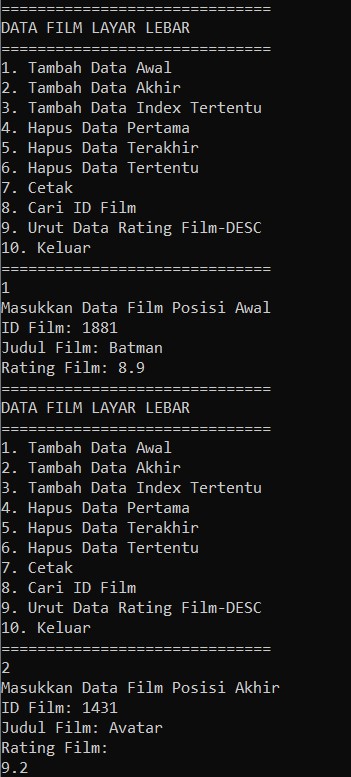 ==============================
DATA FILM LAYAR LEBAR
==============================
1. Tambah Data Awal
2. Tambah Data Akhir
3. Tambah Data Index Tertentu
4. Hapus Data Pertama
5. Hapus Data Terakhir
6. Hapus Data Tertentu
7. Cetak
8. Cari ID Film
9. Urut Data Rating Film-DESC
10. Keluar
==============================
1
Masukkan Data Film Posisi Awal
ID Film: 1881
Judul Film: Batman
Rating Film: 8.9
==============================
DATA FILM LAYAR LEBAR
==============================
1. Tambah Data Awal
2. Tambah Data Akhir
3. Tambah Data Index Tertentu
4. Hapus Data Pertama
5. Hapus Data Terakhir
6. Hapus Data Tertentu
7. Cetak
8. Cari ID Film
9. Urut Data Rating Film-DESC
10. Keluar
==============================
2
Masukkan Data Film Posisi Akhir
ID Film: 1431
Judul Film: Avatar
Rating Film:
9.2